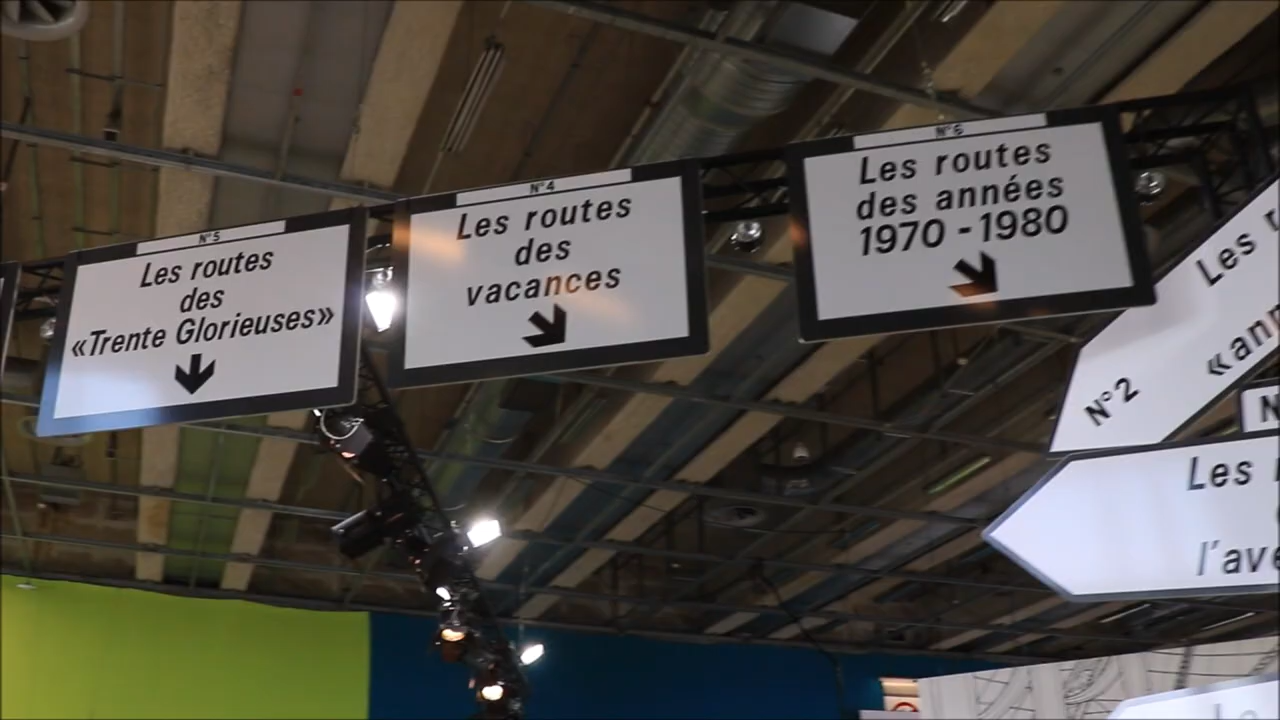 N°5
Les routes
des
«Trente Glorieuses»
N°4
Les routes
des
vacances
N°6
Les routes
des années
1970 - 1980
Les
N°2
Les